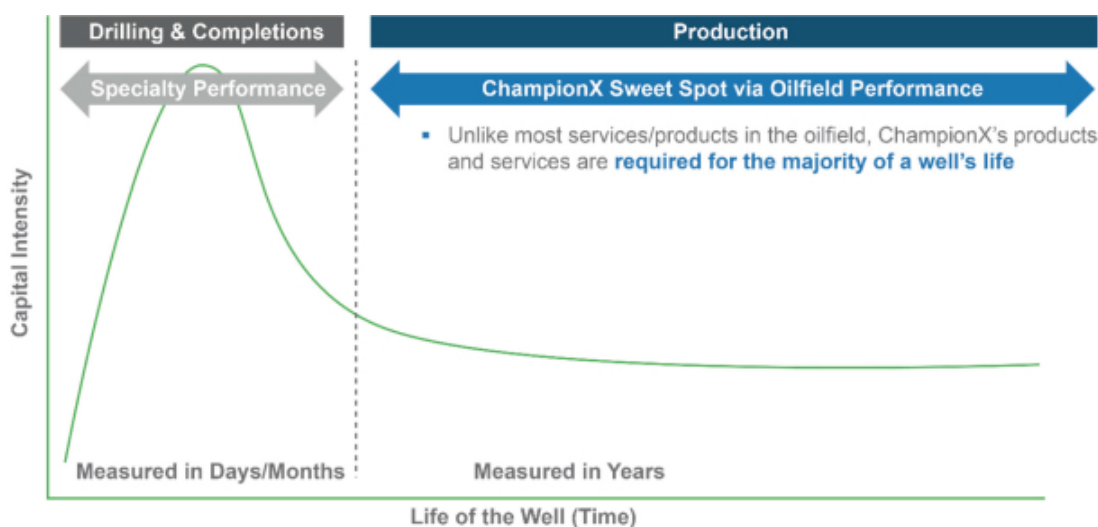 Drilling & Completions
Production
Specialty Performance
ChampionX Sweet Spot via Oilfield Performance
▪ Unlike most services/products in the oilfield, ChampionX's products
and services are required for the majority of a well's life
Capital Intensity
Measured in Days/Months
Measured in Years
Life of the Well (Time)